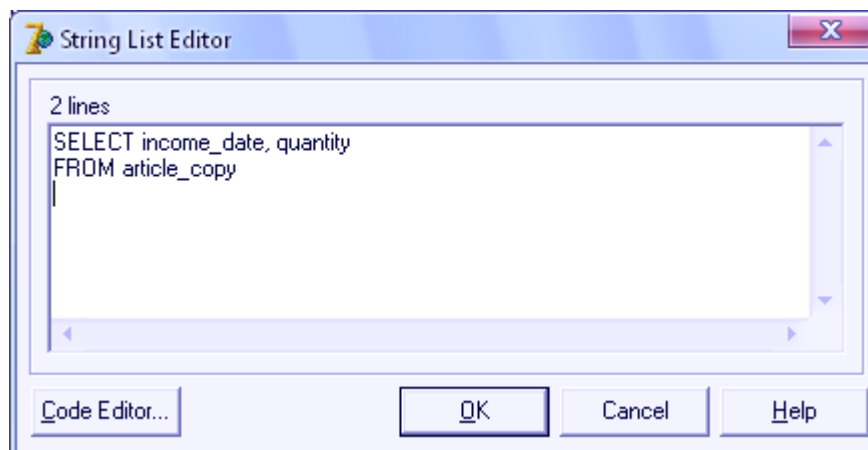 String List Editor
2 lines
SELECT income_date, quantity
FROM article_copy
Code Editor...
OK
Cancel
Help